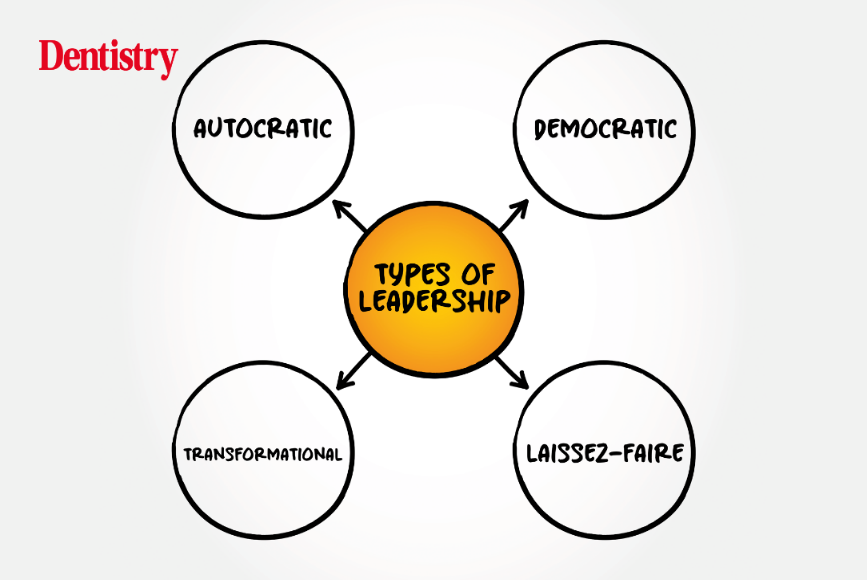 Dentistry
AUTOCRATIC
DEMOCRATIC
TYPES OF
LEADERSHIP
TRANSFORMATIONAL
LAISSEZ-FAIRE